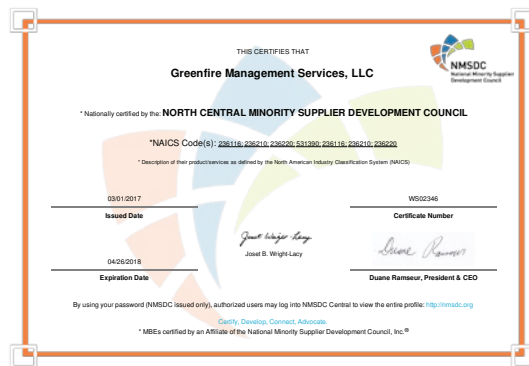 THIS CERTIFIES THAT
Greenfire Management Services, LLC
NMSDC
National Minority Supplier
Development Council
* Nationally certified by the: NORTH CENTRAL MINORITY SUPPLIER DEVELOPMENT COUNCIL
*NAICS Code(s): 236116; 236210; 236220; 531390; 236116; 236210; 236220
* Description of their product/services as defined by the North American Industry Classification System (NAICS)
03/01/2017
Issued Date
WS02346
Certificate Number
Joset Wright-Lacy
Joset B. Wright-Lacy
Duane Ramseur
04/26/2018
Expiration Date
Duane Ramseur, President & CEO
By using your password (NMSDC issued only), authorized users may log into NMSDC Central to view the entire profile: http://nmsdc.org
Certify. Develop. Connect. Advocate.
* MBEs certified by an Affiliate of the National Minority Supplier Development Council, Inc.®